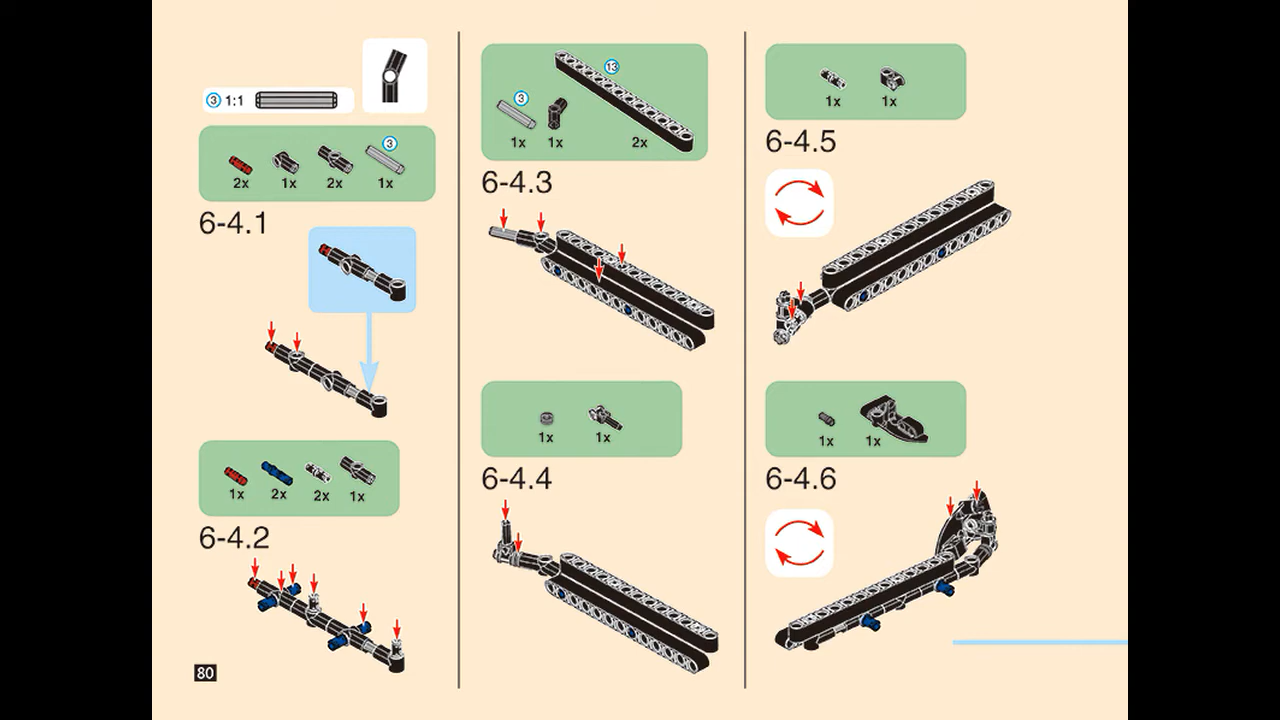 ③ 1:1
③
2x 1x 2x 1x
6-4.1
1x 2x 2x 1x
6-4.2
80
⑬
③
1x 1x 2x
6-4.3
1x 1x
6-4.4
1x 1x
6-4.5
1x 1x
6-4.6